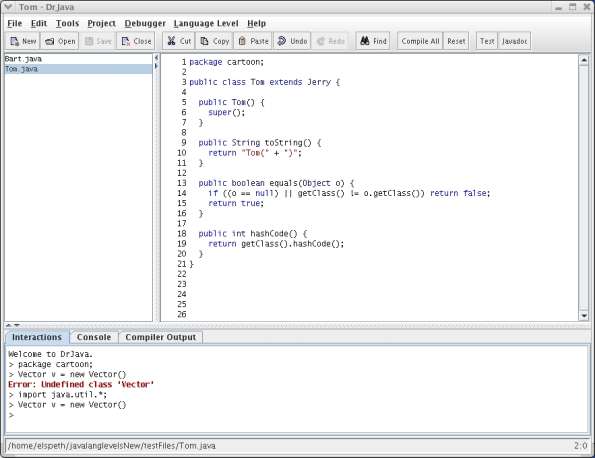 Tom - DrJava
File Edit Tools Project Debugger Language Level Help
New Open Save Close Cut Copy Paste Undo Redo Find Compile All Reset Test Javadoc
Bart.java
Tom.java
1 package cartoon;
2
3 public class Tom extends Jerry {
4
5 public Tom() {
6 super();
7 }
8
9 public String toString() {
10 return "Tom(" + ")";
11 }
12
13 public boolean equals(Object o) {
14 if ((o == null) || getClass() != o.getClass()) return false;
15 return true;
16 }
17
18 public int hashCode() {
19 return getClass().hashCode();
20 }
21 }
22
23
24
25
26
Interactions Console Compiler Output
Welcome to DrJava.
> package cartoon;
> Vector v = new Vector()
Error: Undefined class 'Vector'
> import java.util.*;
> Vector v = new Vector()
>
/home/elspeth/javalanglevelsNew/testFiles/Tom.java 2:0